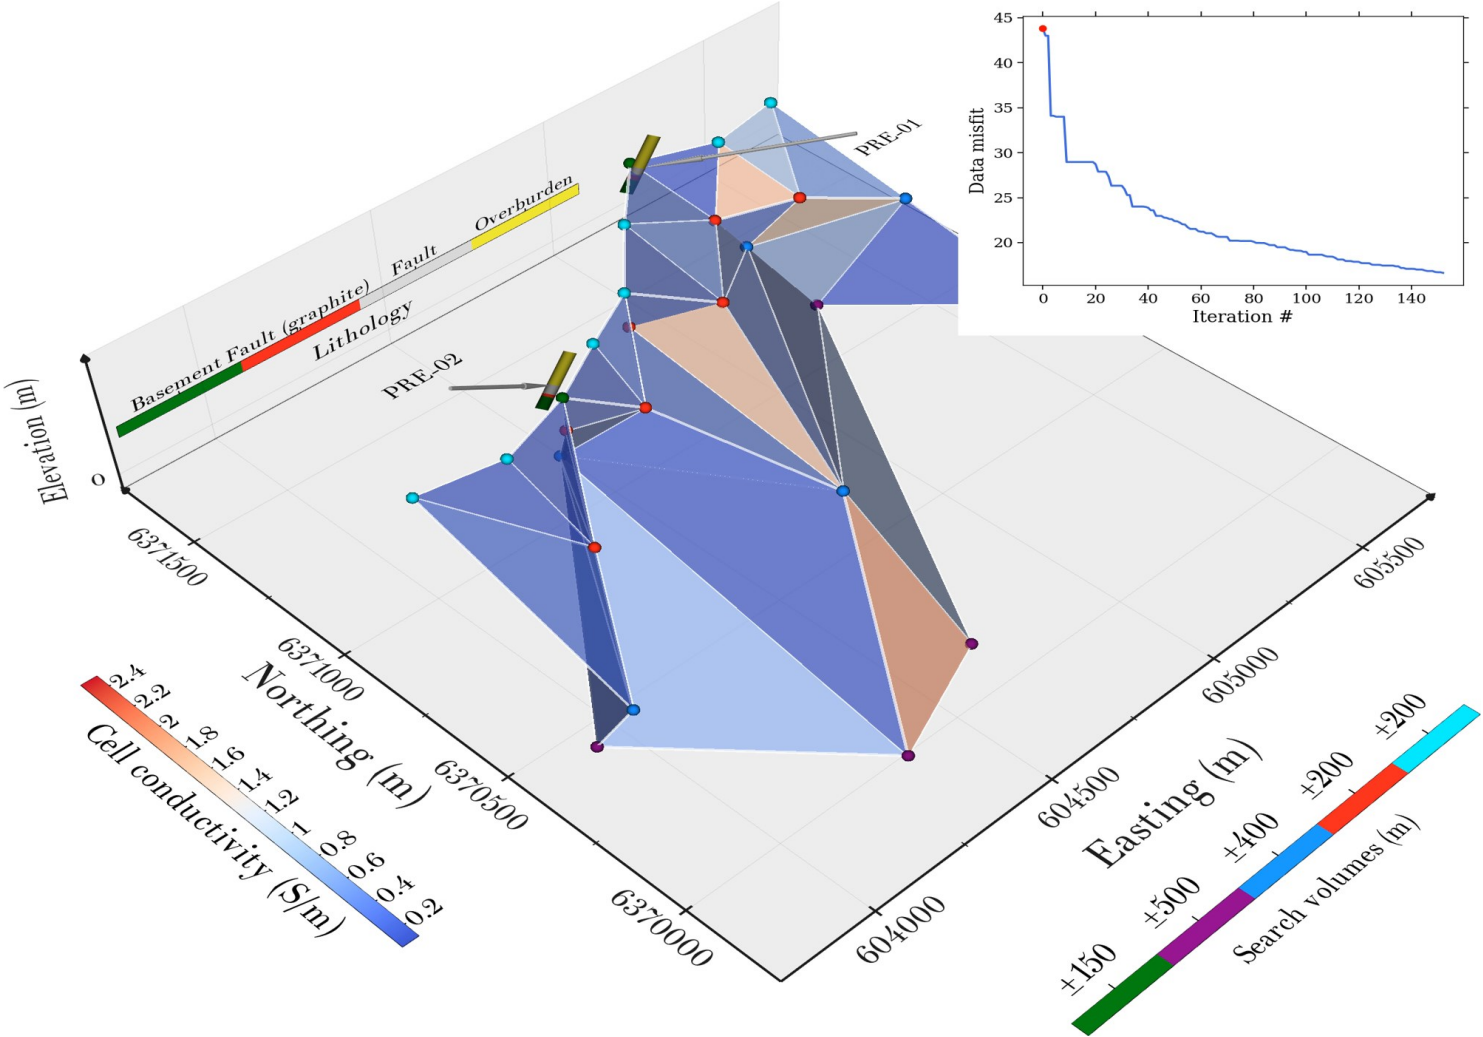 45
40
35
30
25
20
Data misfit
0
20
40
60
80
100
120
140
Iteration #
PRE-01
PRE-02
Overburden
Fault
Fault (graphite)
Basement
Lithology
Elevation (m)
0
6371500
6371000
6370500
6370000
Northing (m)
605500
605000
604500
604000
Easting (m)
2.4
2.2
2
1.8
1.6
1.4
1.2
1
0.8
0.6
0.4
0.2
Cell conductivity (S/m)
±200
±200
±400
±500
±150
Search volumes (m)